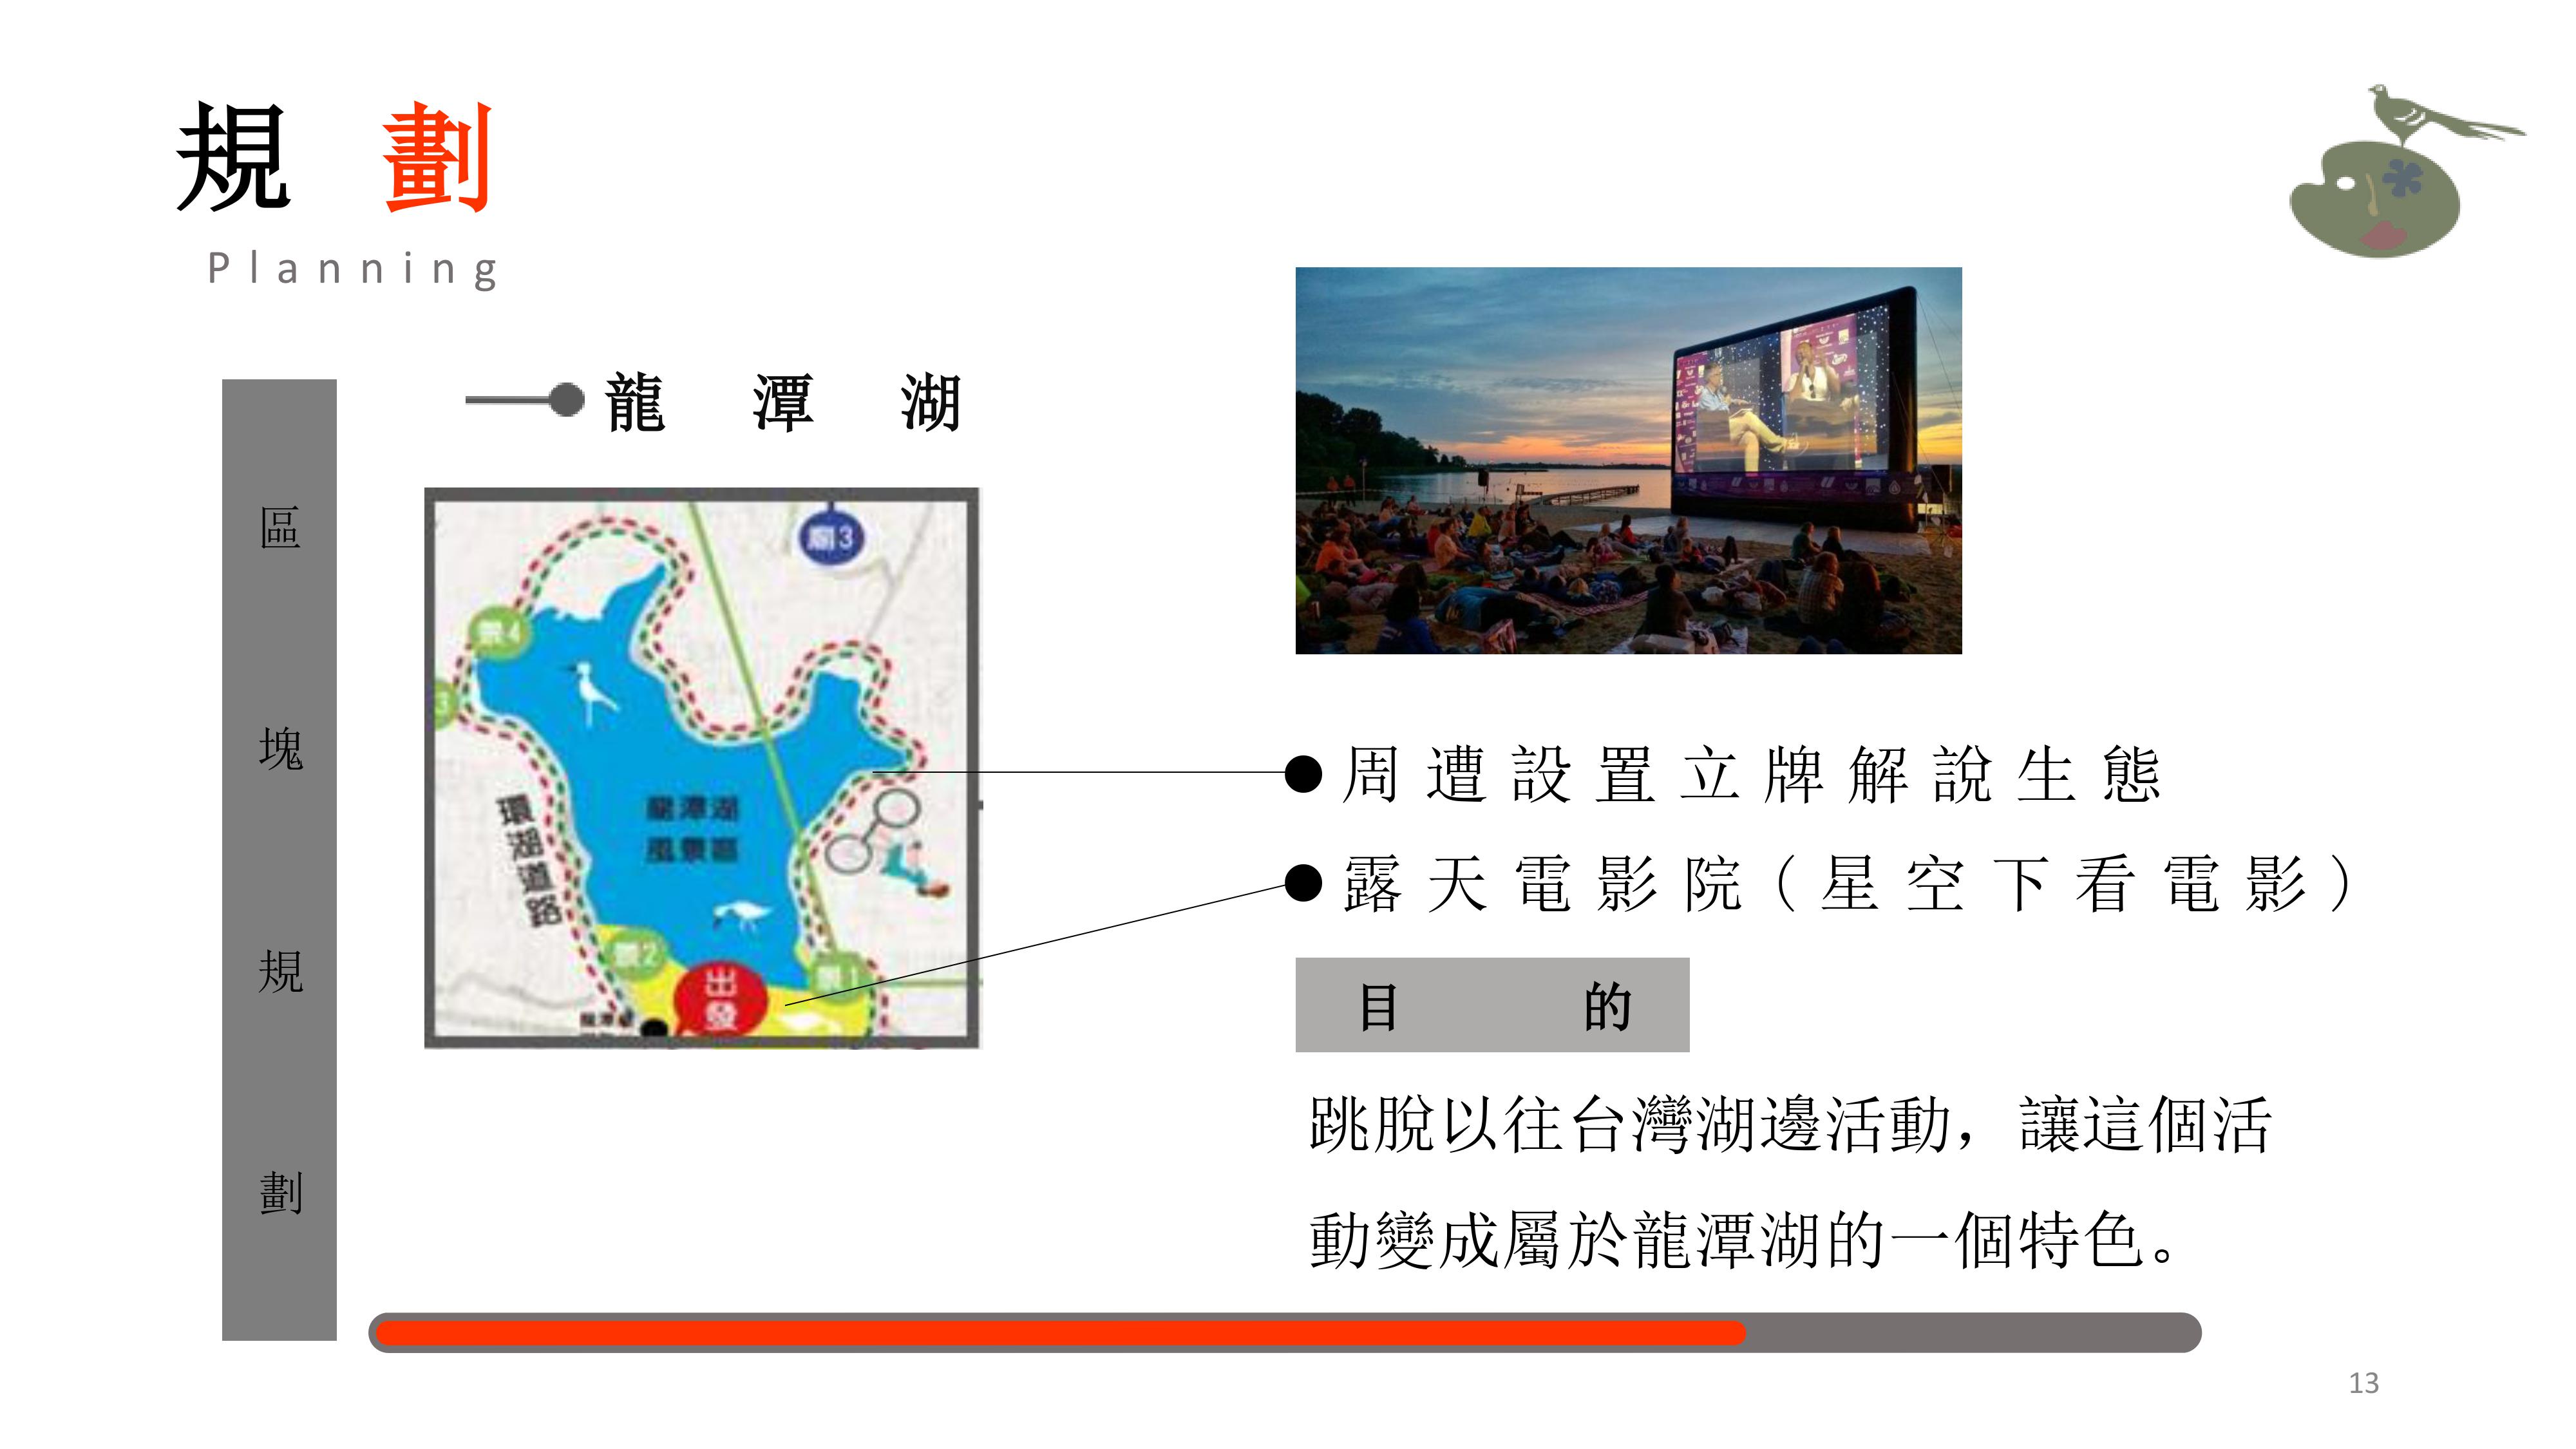 規劃
Planning
龍潭湖
區塊規劃
廟3
景4
3
龍潭湖
風景區
環湖道路
景2
景1
出發
周遭設置立牌解說生態
露天電影院(星空下看電影)
目的
跳脫以往台灣湖邊活動，讓這個活
動變成屬於龍潭湖的一個特色。
13